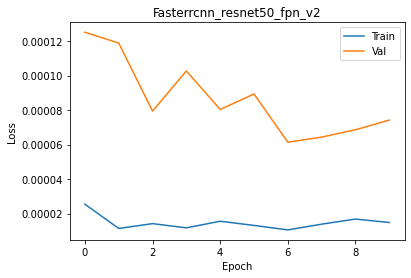 Fasterrcnn_resnet50_fpn_v2
Train
Val
0.00012
0.00010
0.00008
0.00006
0.00004
0.00002
Loss
0 2 4 6 8
Epoch